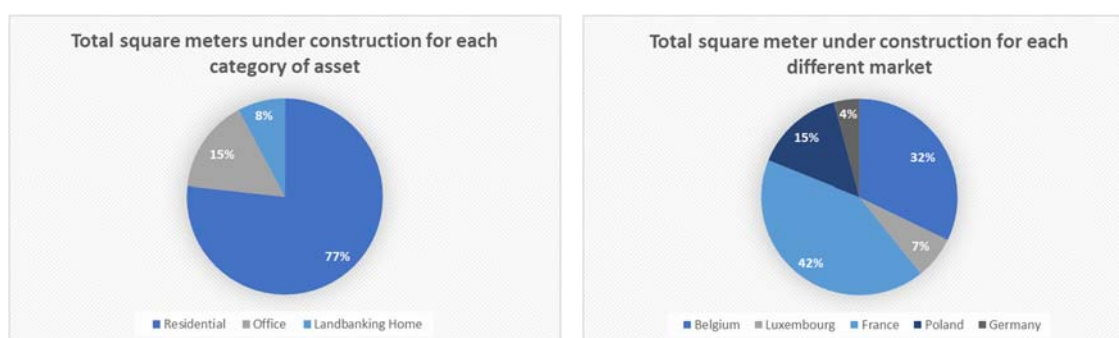 Total square meters under construction for each
category of asset
8%
15%
77%
Residential Office Landbanking Home
Total square meter under construction for each
different market
4%
15%
32%
7%
42%
Belgium Luxembourg France Poland Germany